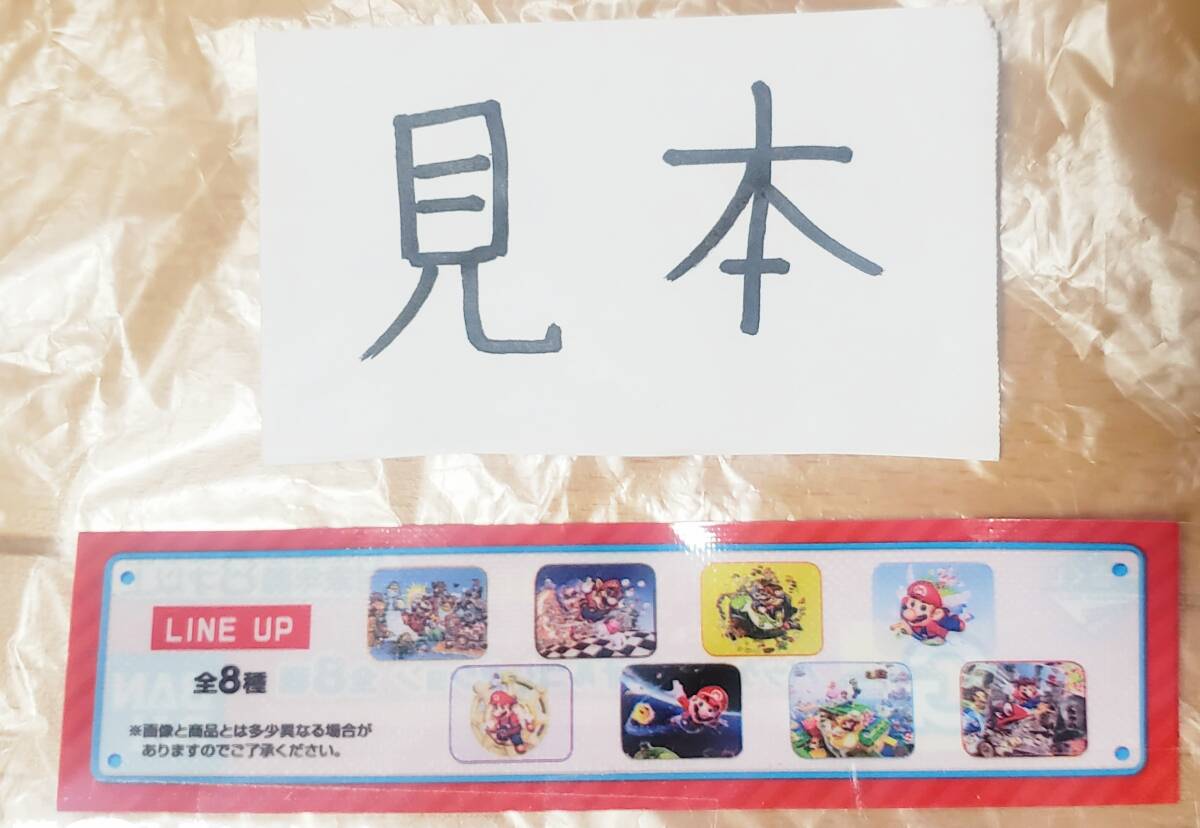 見本
LINE UP
全8種
※画像と商品とは多少異なる場合が
ありますのでご了承ください。